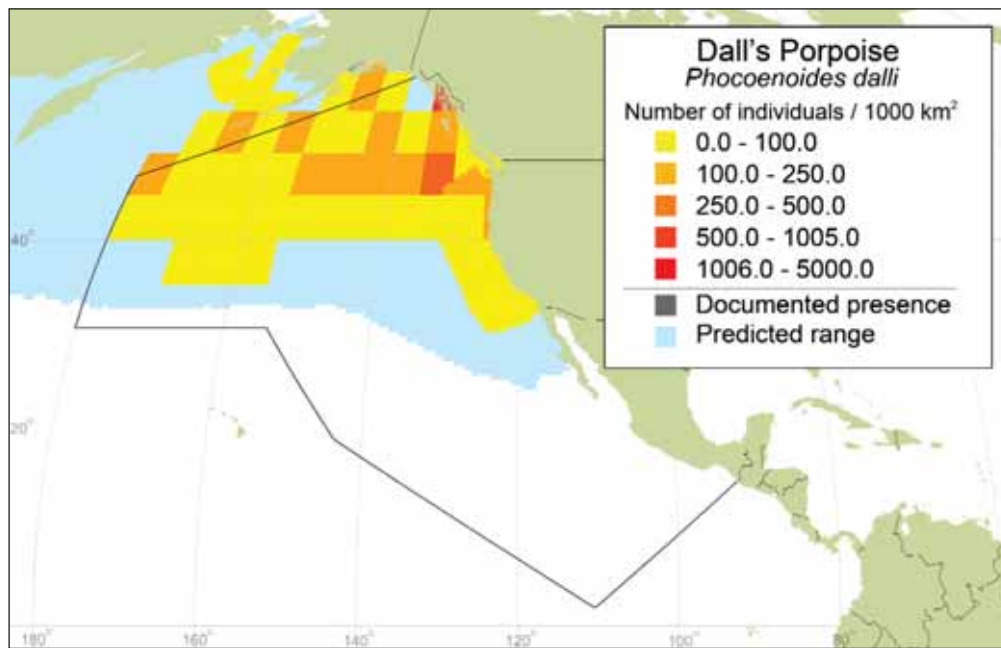 Dall's Porpoise
Phocoenoides dalli
Number of individuals / 1000 km²
0.0 - 100.0
100.0 - 250.0
250.0 - 500.0
500.0 - 1005.0
1006.0 - 5000.0
Documented presence
Predicted range
40°
20°
180° 160° 140° 120° 100° 80°